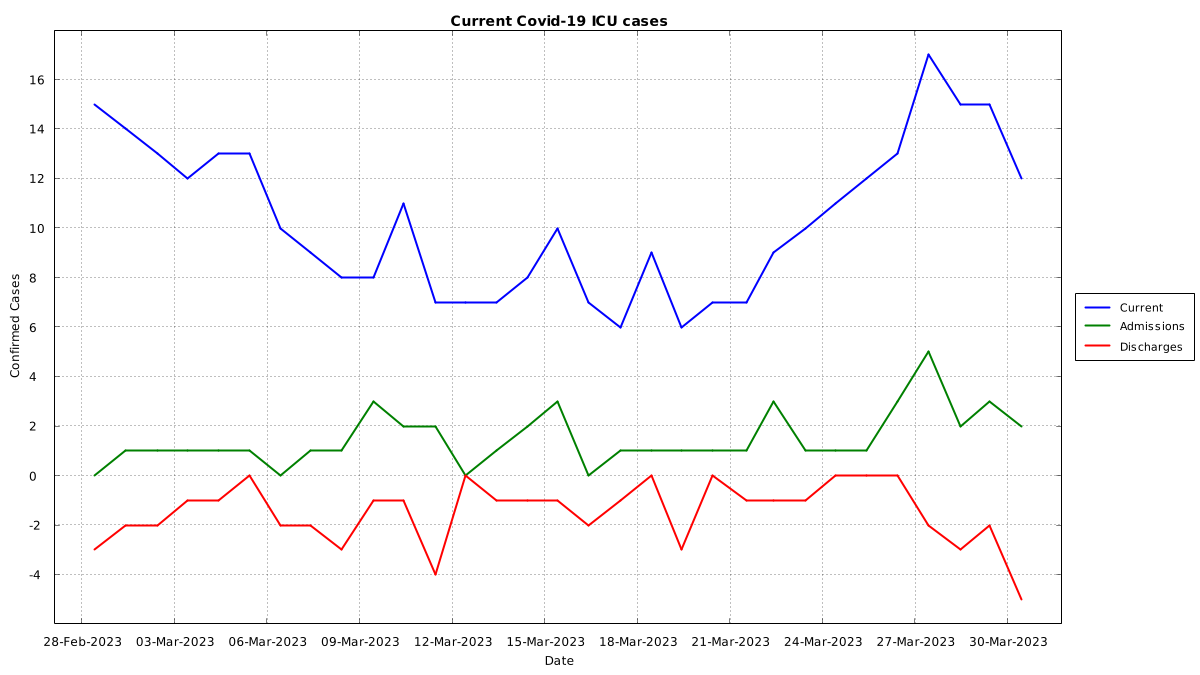 Current Covid-19 ICU cases
Confirmed Cases
16
14
12
10
8
6
4
2
0
-2
-4
28-Feb-2023 03-Mar-2023 06-Mar-2023 09-Mar-2023 12-Mar-2023 15-Mar-2023 18-Mar-2023 21-Mar-2023 24-Mar-2023 27-Mar-2023 30-Mar-2023
Date
Current
Admissions
Discharges